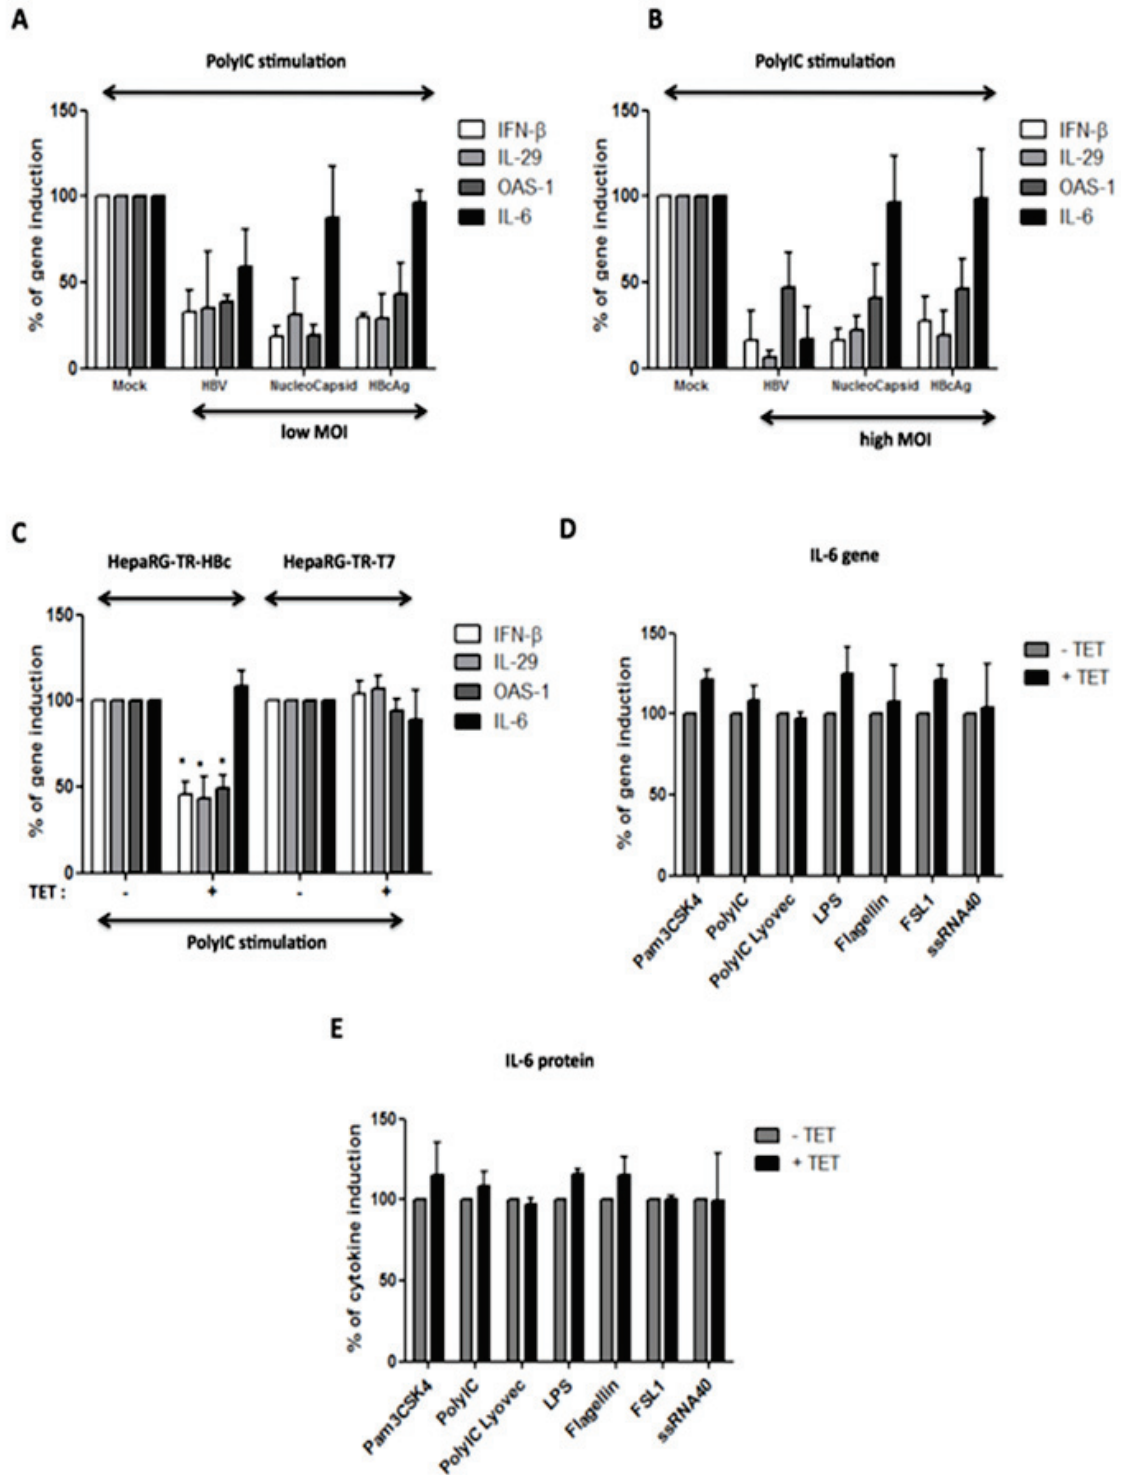 A
PolyIC stimulation
% of gene induction
150
100
50
0
Mock
HBV
NucleoCapsid
HBcAg
low MOI
IFN-β
IL-29
OAS-1
IL-6
B
PolyIC stimulation
% of gene induction
150
100
50
0
Mock
HBV
NucleoCapsid
HBcAg
high MOI
IFN-β
IL-29
OAS-1
IL-6
C
HepaRG-TR-HBc
HepaRG-TR-T7
% of gene induction
150
100
50
0
* * *
TET : - + - +
PolyIC stimulation
IFN-β
IL-29
OAS-1
IL-6
D
IL-6 gene
% of gene induction
150
100
50
0
Pam3CSK4
PolyIC
PolyIC Lyovec
LPS
Flagellin
FSL1
ssRNA40
- TET
+ TET
E
IL-6 protein
% of cytokine induction
150
100
50
0
Pam3CSK4
PolyIC
PolyIC Lyovec
LPS
Flagellin
FSL1
ssRNA40
- TET
+ TET